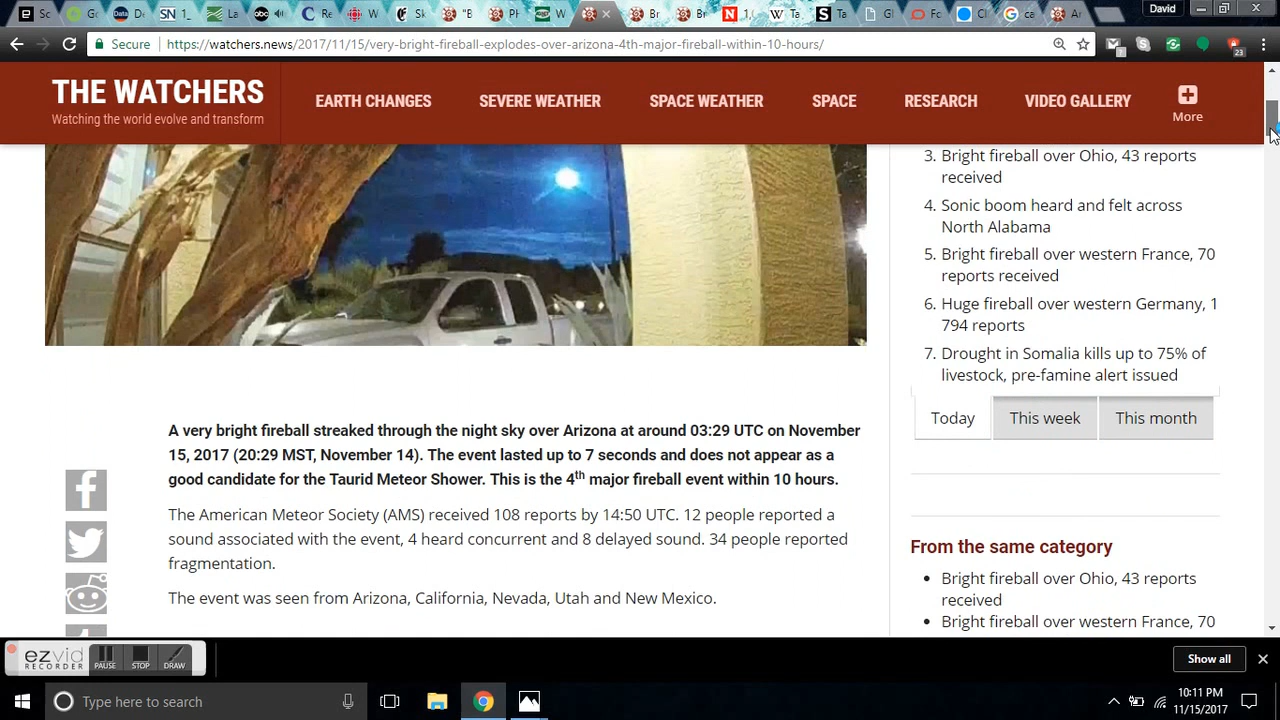 David
Secure
https://watchers.news/2017/11/15/very-bright-fireball-explodes-over-arizona-4th-major-fireball-within-10-hours/
23
THE WATCHERS
Watching the world evolve and transform
EARTH CHANGES
SEVERE WEATHER
SPACE WEATHER
SPACE
RESEARCH
VIDEO GALLERY
More
A very bright fireball streaked through the night sky over Arizona at around 03:29 UTC on November
15, 2017 (20:29 MST, November 14). The event lasted up to 7 seconds and does not appear as a
good candidate for the Taurid Meteor Shower. This is the 4th major fireball event within 10 hours.
The American Meteor Society (AMS) received 108 reports by 14:50 UTC. 12 people reported a
sound associated with the event, 4 heard concurrent and 8 delayed sound. 34 people reported
fragmentation.
The event was seen from Arizona, California, Nevada, Utah and New Mexico.
3. Bright fireball over Ohio, 43 reports
received
4. Sonic boom heard and felt across
North Alabama
5. Bright fireball over western France, 70
reports received
6. Huge fireball over western Germany, 1
794 reports
7. Drought in Somalia kills up to 75% of
livestock, pre-famine alert issued
Today
This week
This month
From the same category
• Bright fireball over Ohio, 43 reports
received
• Bright fireball over western France, 70
ezvid
RECORDER
PAUSE
STOP
DRAW
Show all
Type here to search
10:11 PM
11/15/2017